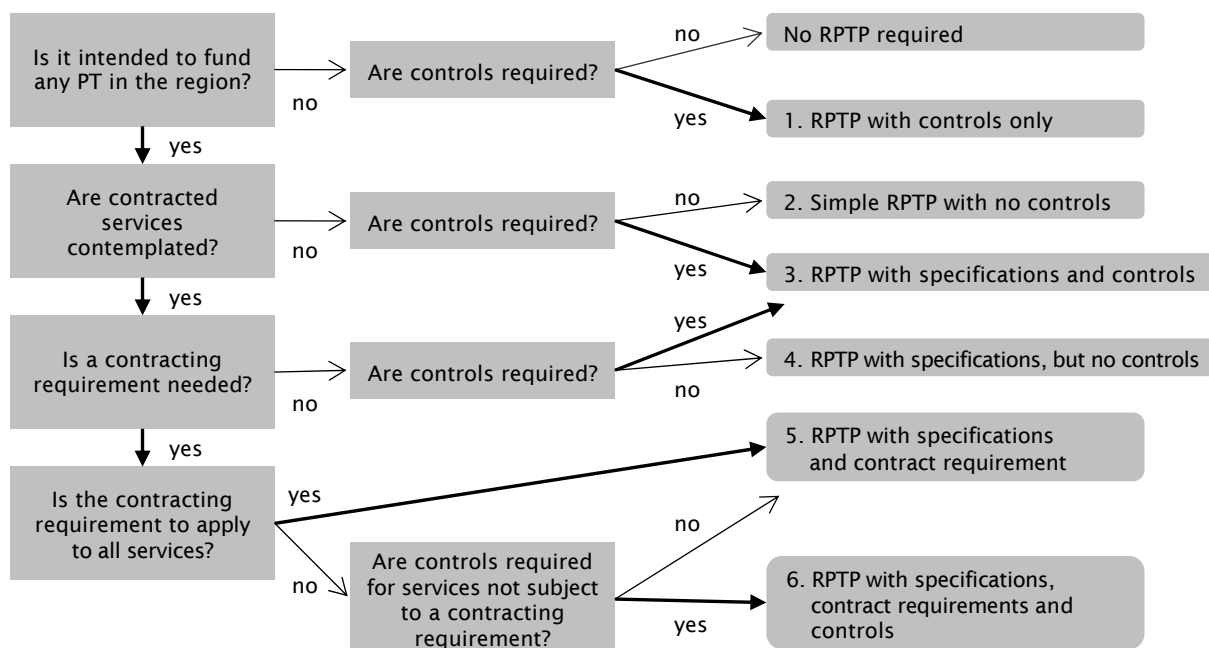 Is it intended to fund
any PT in the region?
no
Are controls required?
no
No RPTP required
yes
1. RPTP with controls only
yes
Are contracted
services
contemplated?
no
Are controls required?
no
2. Simple RPTP with no controls
yes
3. RPTP with specifications and controls
yes
Is a contracting
requirement needed?
no
Are controls required?
yes
no
4. RPTP with specifications, but no controls
yes
Is the contracting
requirement to apply
to all services?
yes
5. RPTP with specifications
and contract requirement
no
Are controls required
for services not subject
to a contracting
requirement?
no
yes
6. RPTP with specifications,
contract requirements and
controls